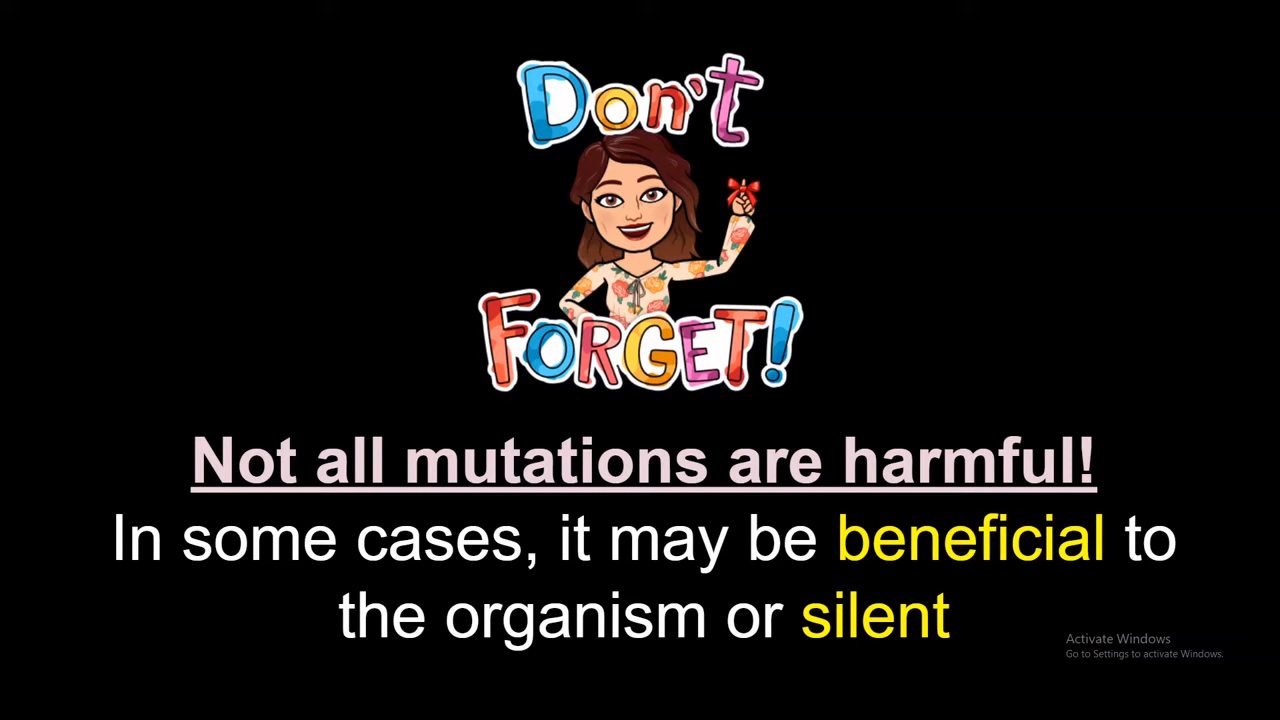 Don't
FORGET!
Not all mutations are harmful!
In some cases, it may be beneficial to
the organism or silent
Activate Windows
Go to Settings to activate Windows.